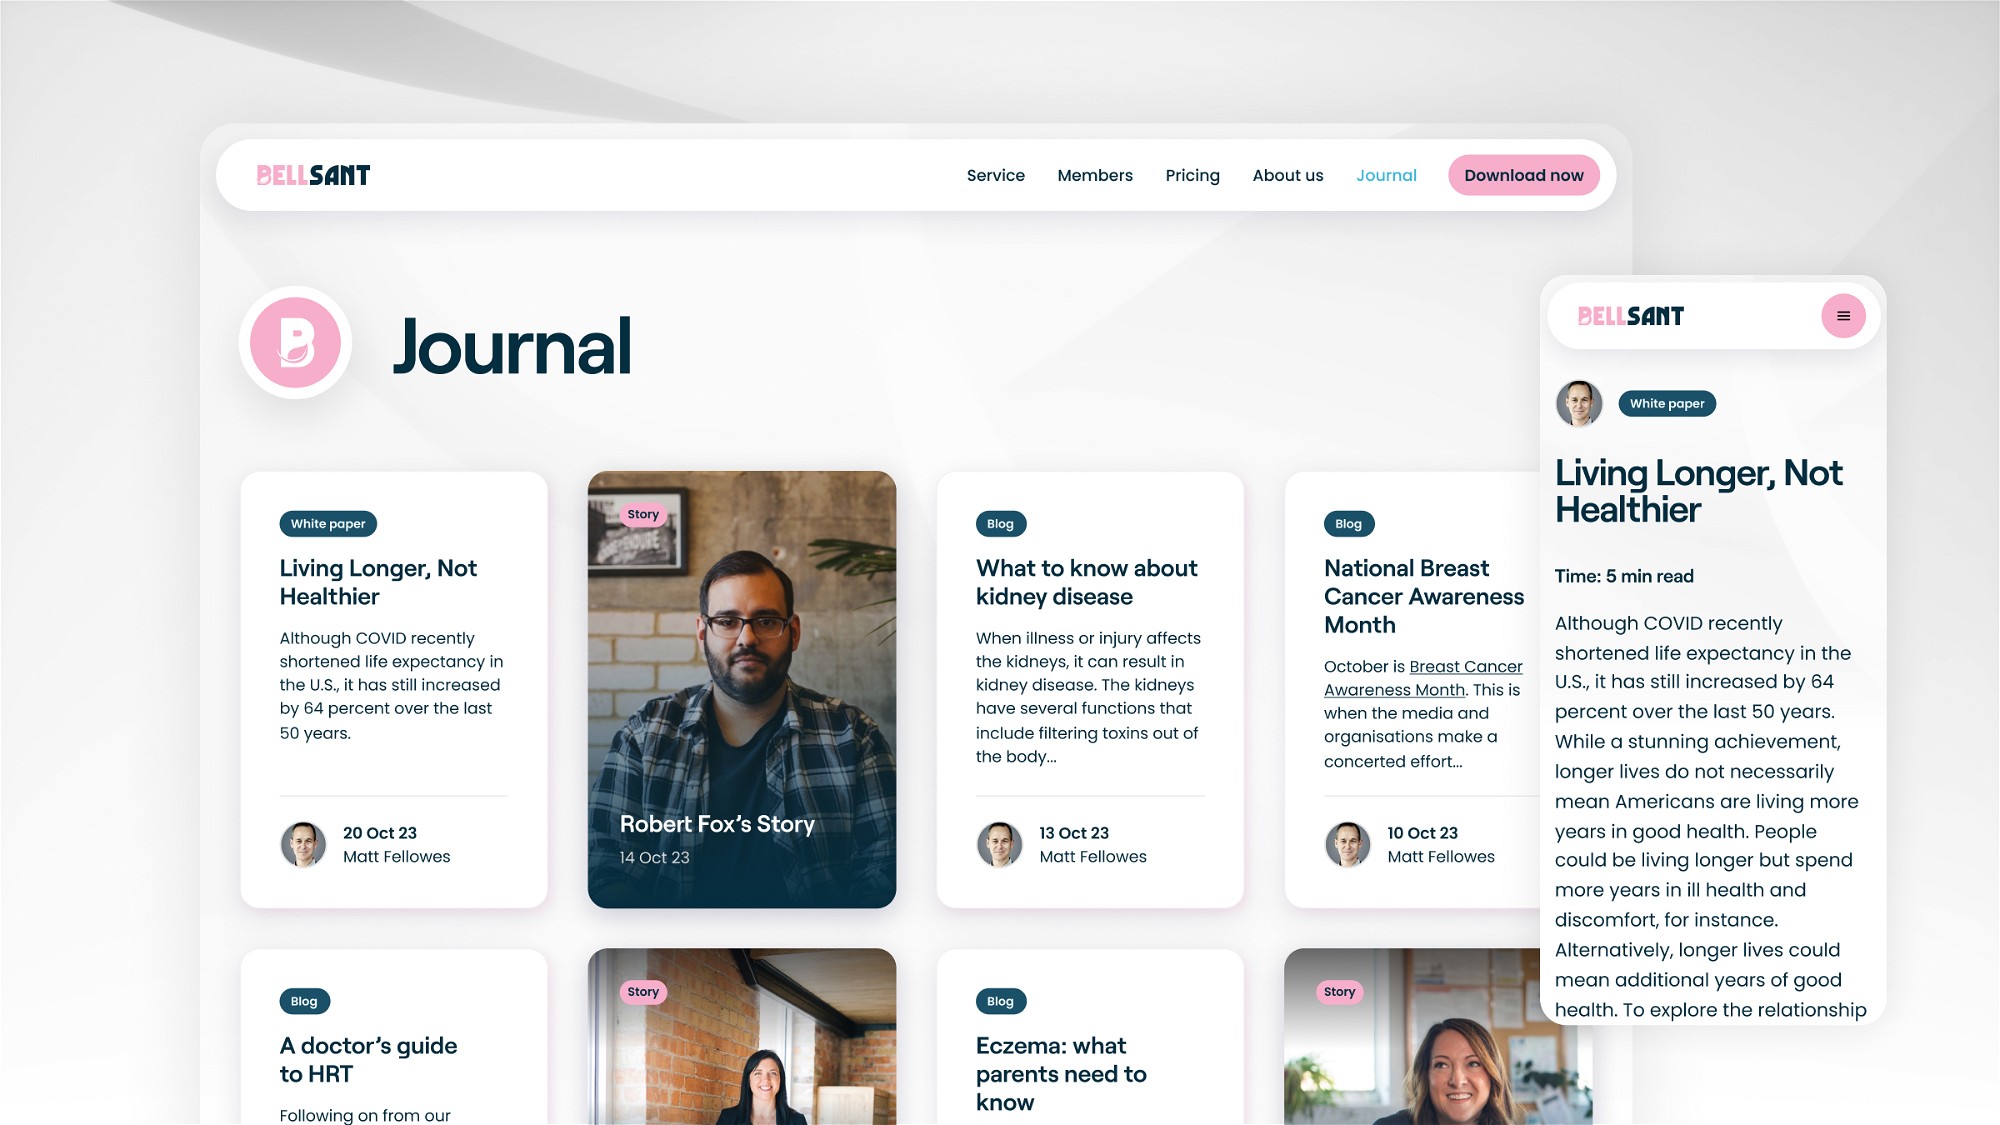 BELLSANT
Service
Members
Pricing
About us
Journal
Download now
B
Journal
White paper
Living Longer, Not
Healthier
Although COVID recently
shortened life expectancy in
the U.S., it has still increased
by 64 percent over the last
50 years.
20 Oct 23
Matt Fellowes
Story
Robert Fox’s Story
14 Oct 23
Blog
What to know about
kidney disease
When illness or injury affects
the kidneys, it can result in
kidney disease. The kidneys
have several functions that
include filtering toxins out of
the body...
13 Oct 23
Matt Fellowes
Blog
National Breast
Cancer Awareness
Month
October is Breast Cancer
Awareness Month. This is
when the media and
organisations make a
concerted effort...
10 Oct 23
Matt Fellowes
Blog
A doctor’s guide
to HRT
Following on from our
Story
Blog
Eczema: what
parents need to
know
Story
BELLSANT
White paper
Living Longer, Not
Healthier
Time: 5 min read
Although COVID recently
shortened life expectancy in the
U.S., it has still increased by 64
percent over the last 50 years.
While a stunning achievement,
longer lives do not necessarily
mean Americans are living more
years in good health. People
could be living longer but spend
more years in ill health and
discomfort, for instance.
Alternatively, longer lives could
mean additional years of good
health. To explore the relationship